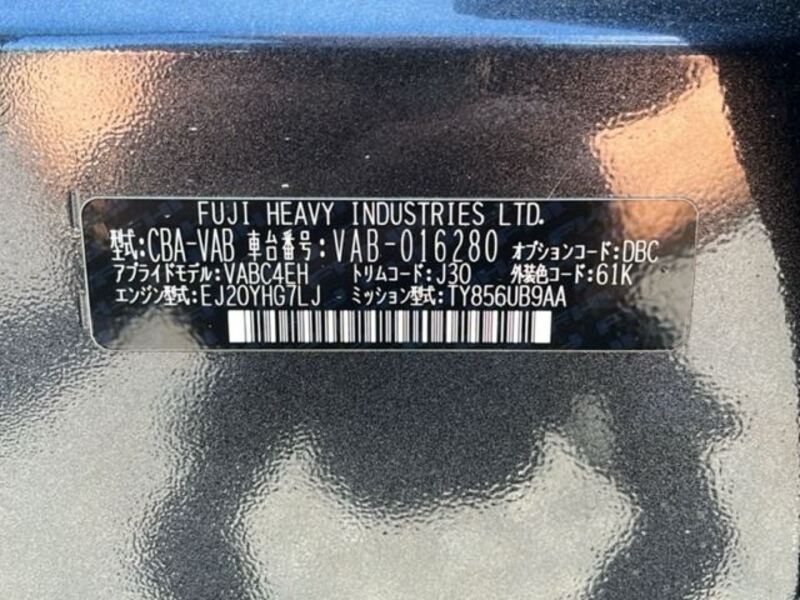 FUJI HEAVY INDUSTRIES LTD.
型式:CBA-VAB 車台番号:VAB-016280 オプションコード:DBC
アプライドモデル:VABC4EH トリムコード:J30 外装色コード:61K
エンジン型式:EJ20YHG7LJ ミッション型式:TY856UB9AA